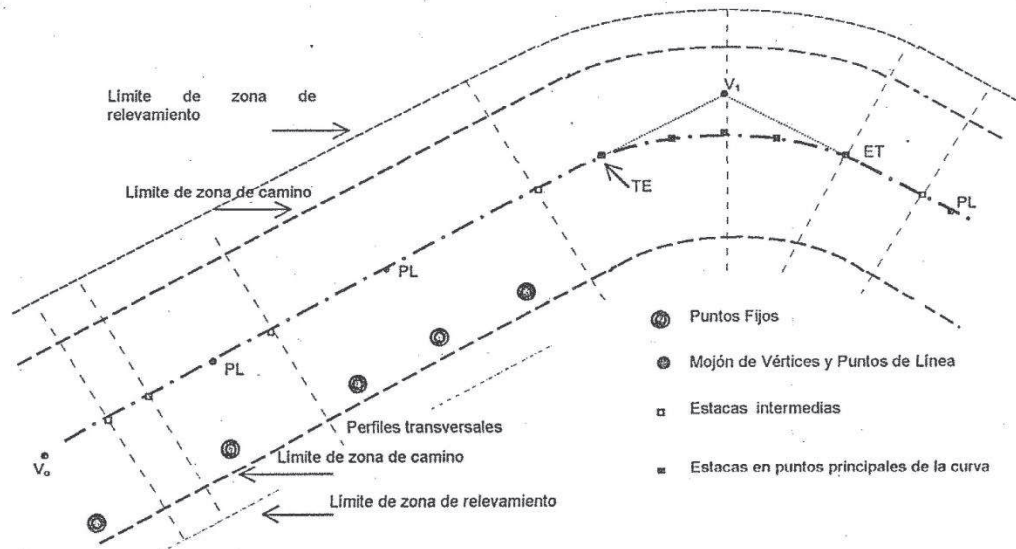 Límite de zona de
relevamiento
V₁
Límite de zona de camino
TE
ET
PL
PL
PL
V₀
Puntos Fijos
Mojón de Vértices y Puntos de Línea
Estacas intermedias
Estacas en puntos principales de la curva
Perfiles transversales
Límite de zona de camino
Límite de zona de relevamiento